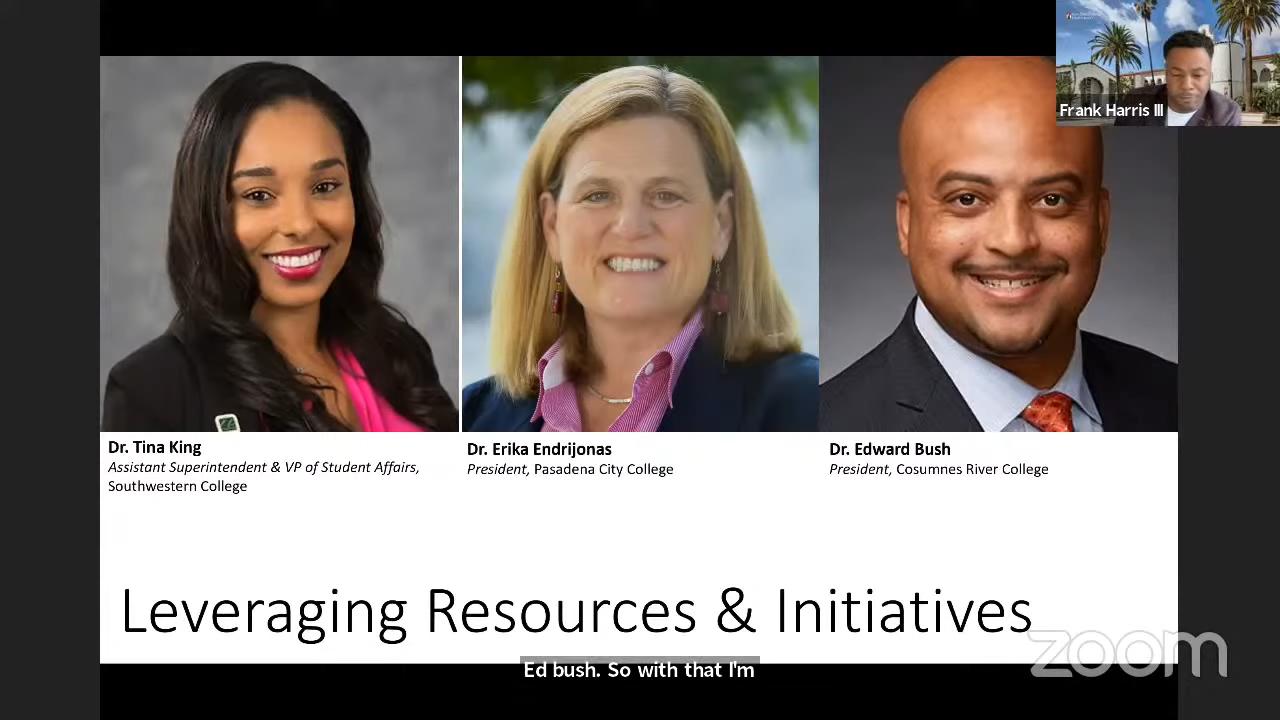 Frank Harris III
Dr. Tina King
Assistant Superintendent & VP of Student Affairs,
Southwestern College
Dr. Erika Endrijonas
President, Pasadena City College
Dr. Edward Bush
President, Cosumnes River College
Leveraging Resources & Initiatives
zoom
Ed bush. So with that I'm